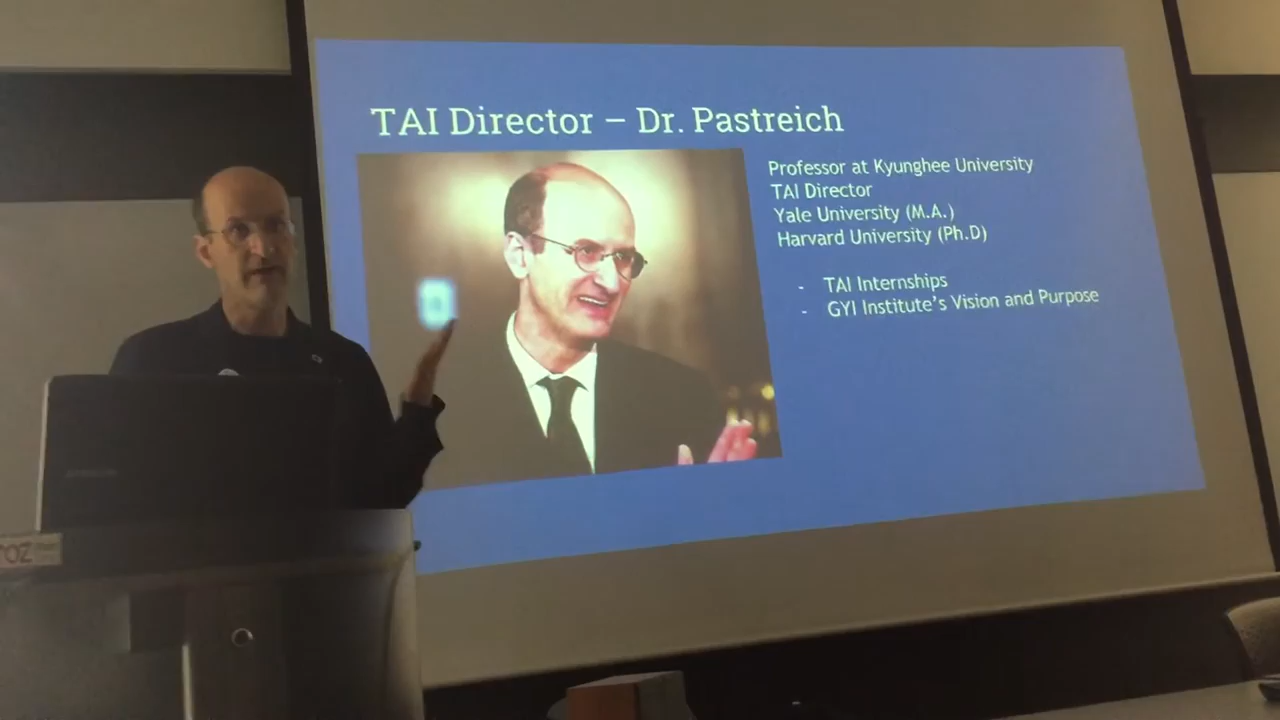 TAI Director – Dr. Pastreich
Professor at Kyunghee University
TAI Director
Yale University (M.A.)
Harvard University (Ph.D)
- TAI Internships
- GYI Institute's Vision and Purpose
TOZ